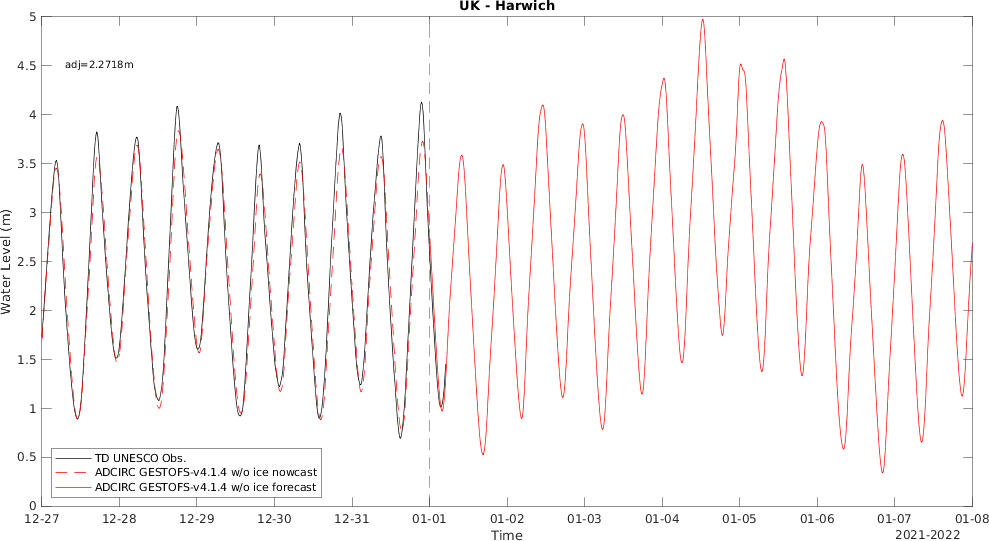 UK - Harwich
5
4.5
4
3.5
3
2.5
2
1.5
1
0.5
0
Water Level (m)
adj=2.2718m
TD UNESCO Obs.
ADCIRC GESTOFS-v4.1.4 w/o ice nowcast
ADCIRC GESTOFS-v4.1.4 w/o ice forecast
12-27 12-28 12-29 12-30 12-31 01-01 01-02 01-03 01-04 01-05 01-06 01-07 01-08
Time
2021-2022